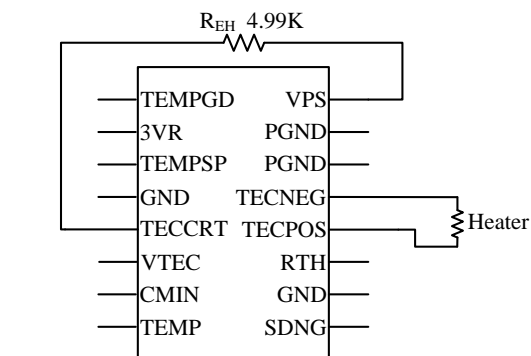 REH 4.99K
TEMPGD VPS
3VR PGND
TEMPSP PGND
GND TECNEG
TECCRT TECPOS
Heater
VTEC RTH
CMIN GND
TEMP SDNG